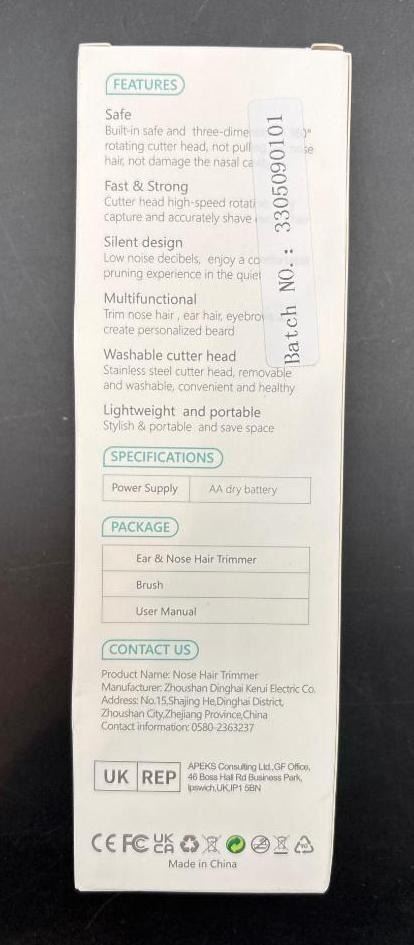 FEATURES
Safe
Built-in safe and three-dime 0°
rotating cutter head, not pull se
hair, not damage the nasal ca
Fast & Strong
Cutter head high-speed rotati
capture and accurately shave
Silent design
Low noise decibels, enjoy a co
pruning experience in the quiet
Multifunctional
Trim nose hair , ear hair, eyebro
create personalized beard
Washable cutter head
Stainless steel cutter head, removable
and washable, convenient and healthy
Lightweight and portable
Stylish & portable and save space
Batch NO.: 3305090101
SPECIFICATIONS
Power Supply AA dry battery
PACKAGE
Ear & Nose Hair Trimmer
Brush
User Manual
CONTACT US
Product Name: Nose Hair Trimmer
Manufacturer: Zhoushan Dinghai Kerui Electric Co.
Address: No.15,Shajing He,Dinghai District,
Zhoushan City,Zhejiang Province,China
Contact information: 0580-2363237
UK REP
APEKS Consulting Ltd.,GF Office,
46 Boss Hall Rd Business Park,
Ipswich,UK,IP1 5BN
CE FC UK CA
Made in China